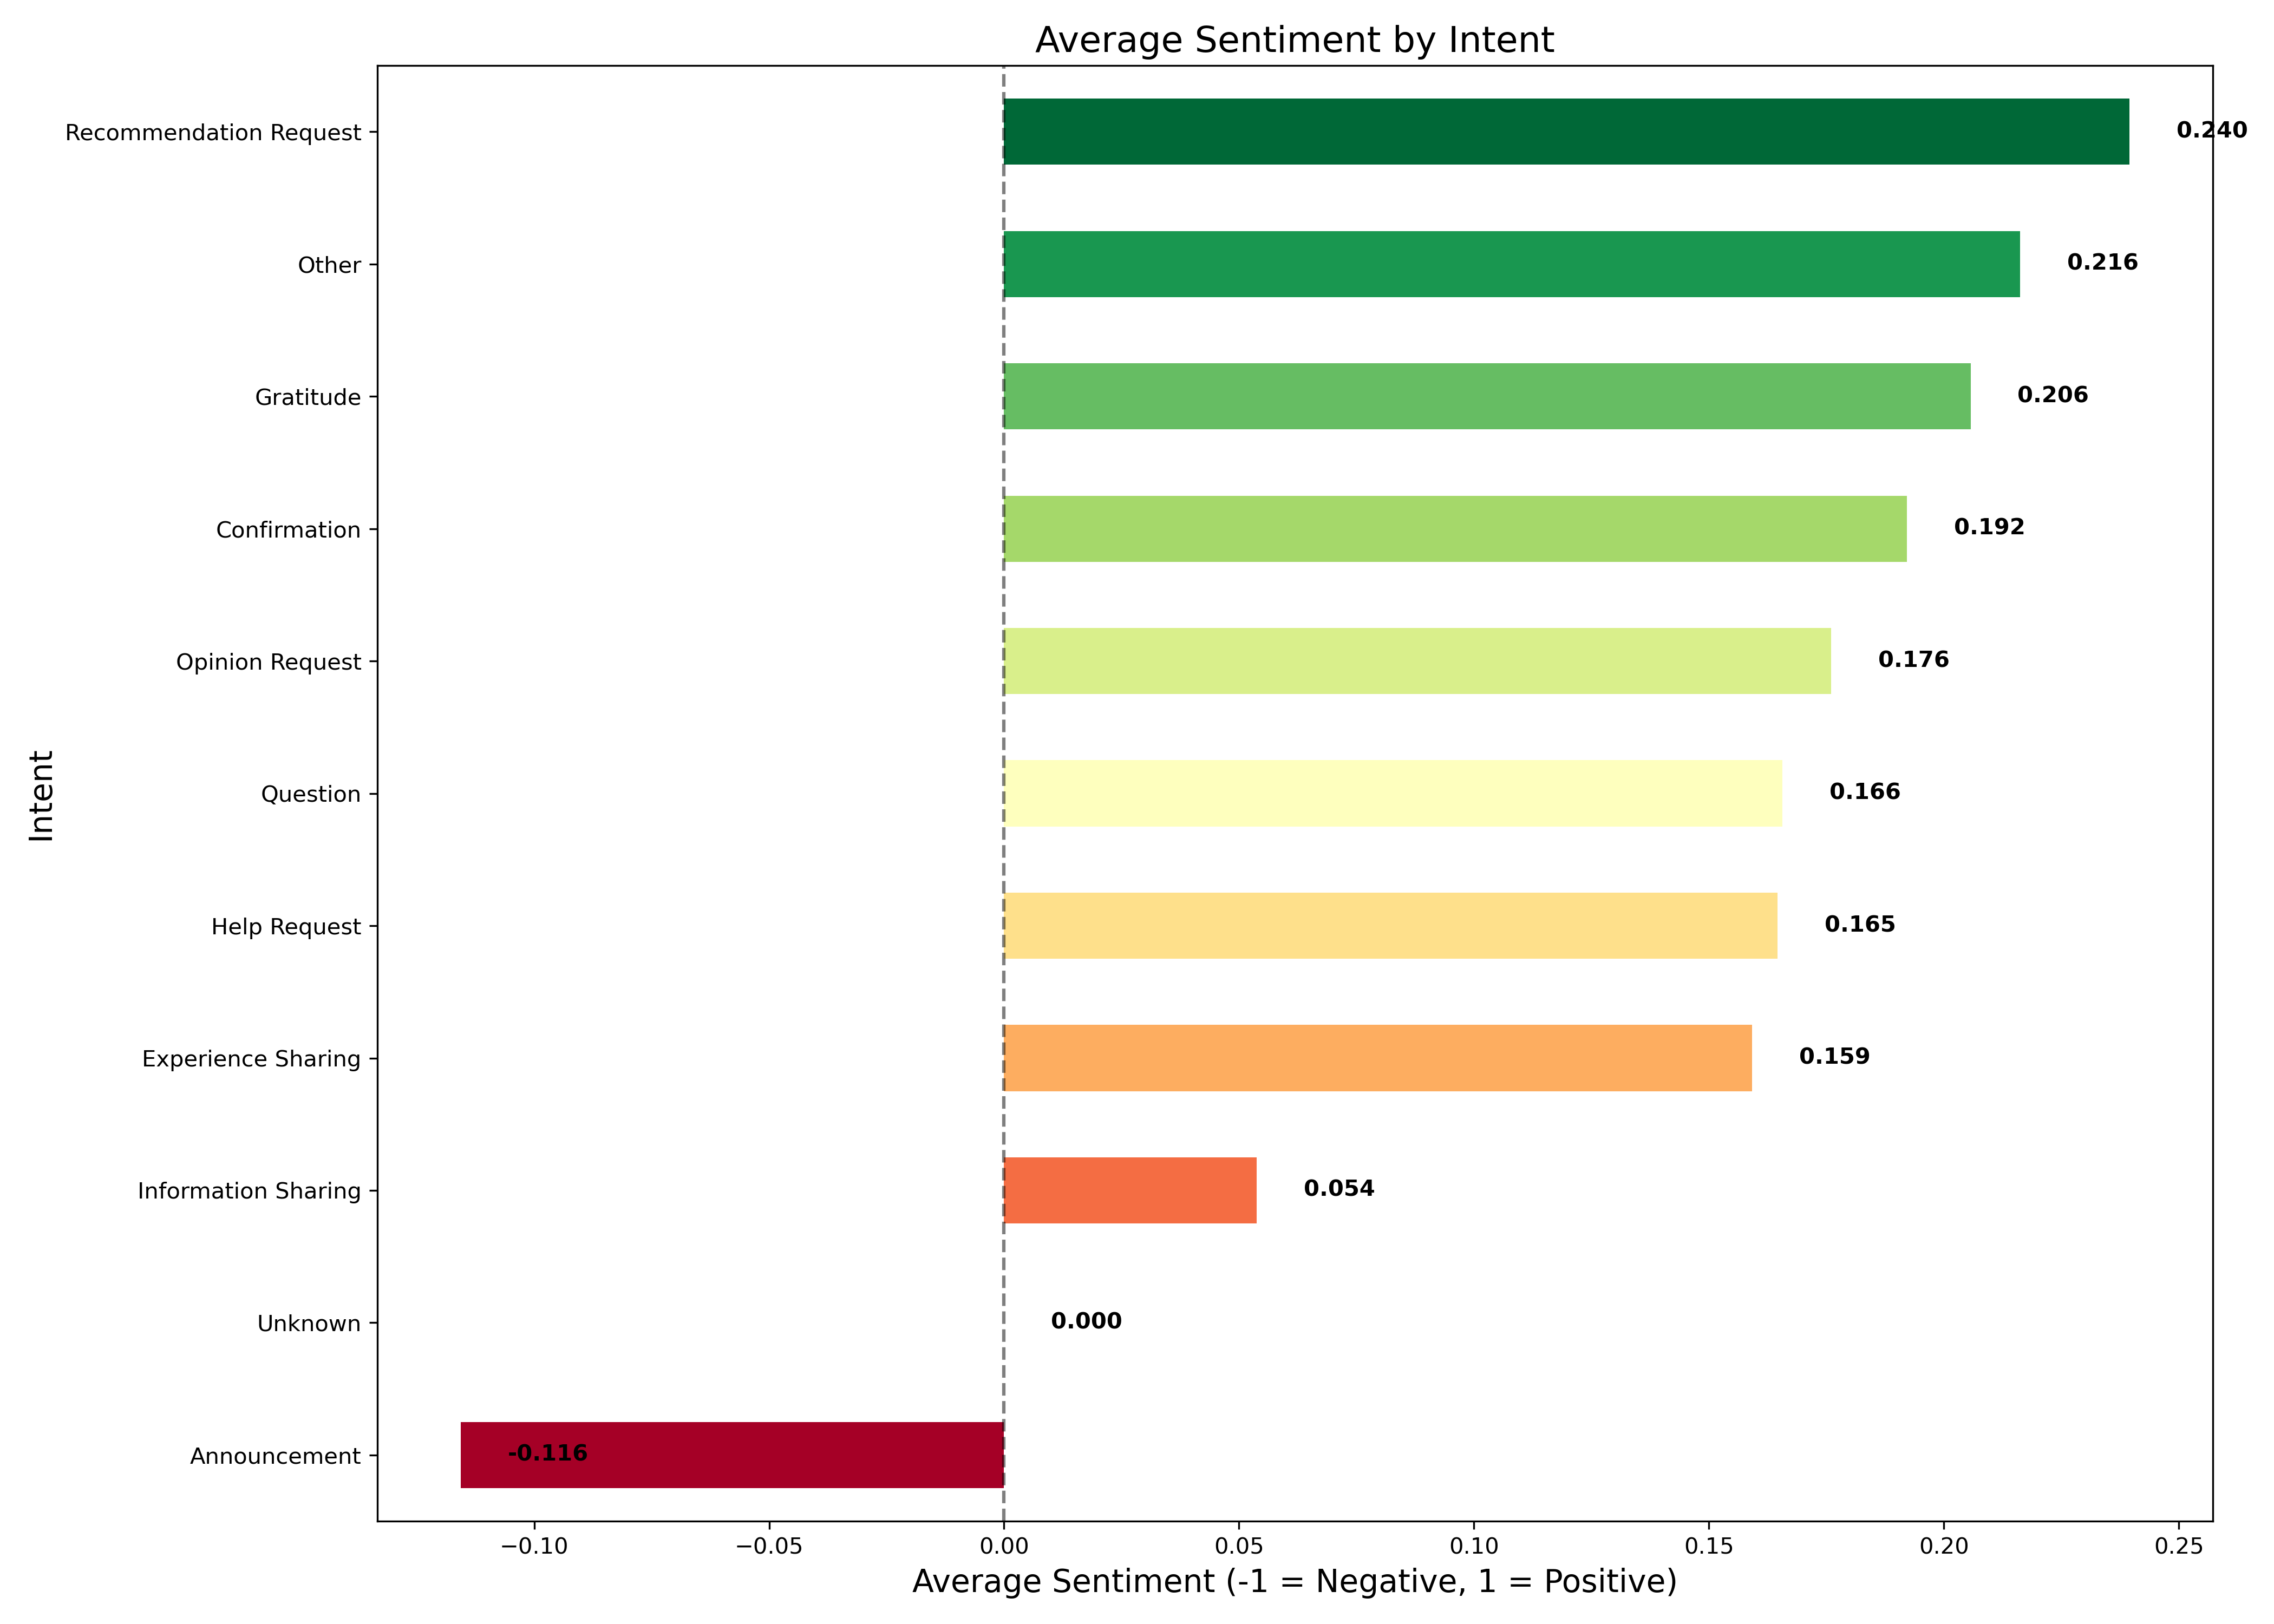 Average Sentiment by Intent
Recommendation Request 0.240
Other 0.216
Gratitude 0.206
Confirmation 0.192
Opinion Request 0.176
Question 0.166
Help Request 0.165
Experience Sharing 0.159
Information Sharing 0.054
Unknown 0.000
Announcement -0.116
Intent
−0.10 −0.05 0.00 0.05 0.10 0.15 0.20 0.25
Average Sentiment (-1 = Negative, 1 = Positive)